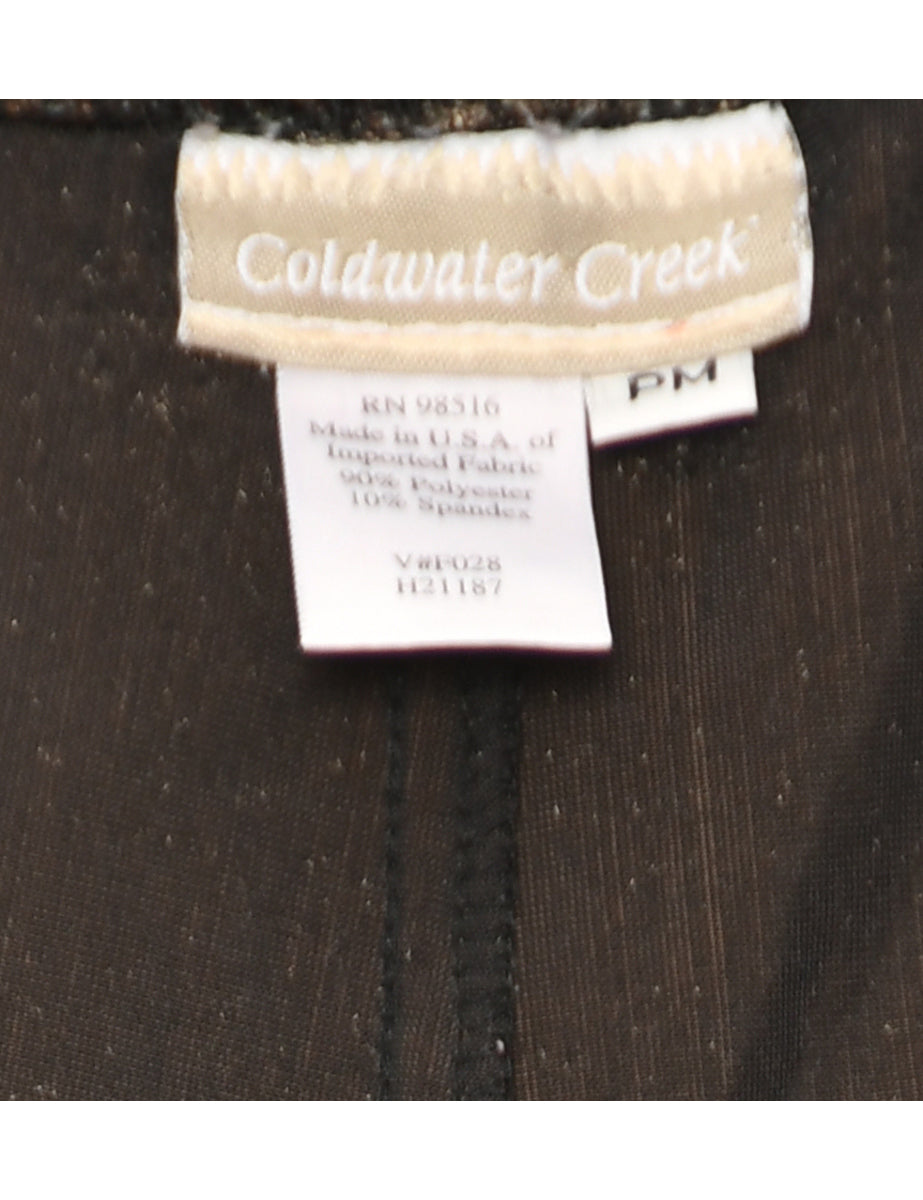 Coldwater Creek
PM
RN 98516
Made in U.S.A. of
Imported Fabric
90% Polyester
10% Spandex
V#F028
H21187